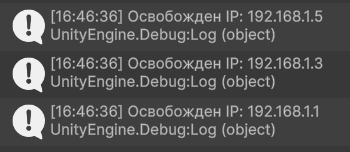 [16:46:36] Освобожден IP: 192.168.1.5
UnityEngine.Debug:Log (object)
[16:46:36] Освобожден IP: 192.168.1.3
UnityEngine.Debug:Log (object)
[16:46:36] Освобожден IP: 192.168.1.1
UnityEngine.Debug:Log (object)